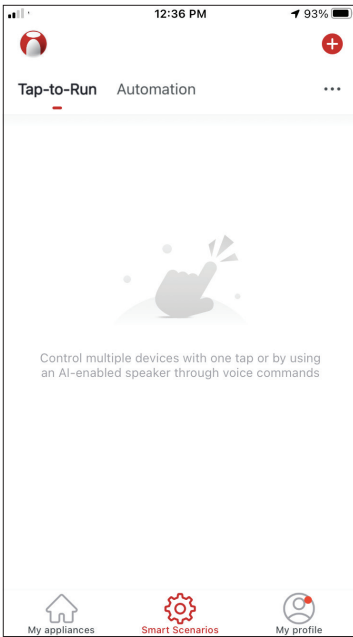 12:36 PM
93%
Tap-to-Run Automation
Control multiple devices with one tap or by using
an AI-enabled speaker through voice commands
My appliances Smart Scenarios My profile